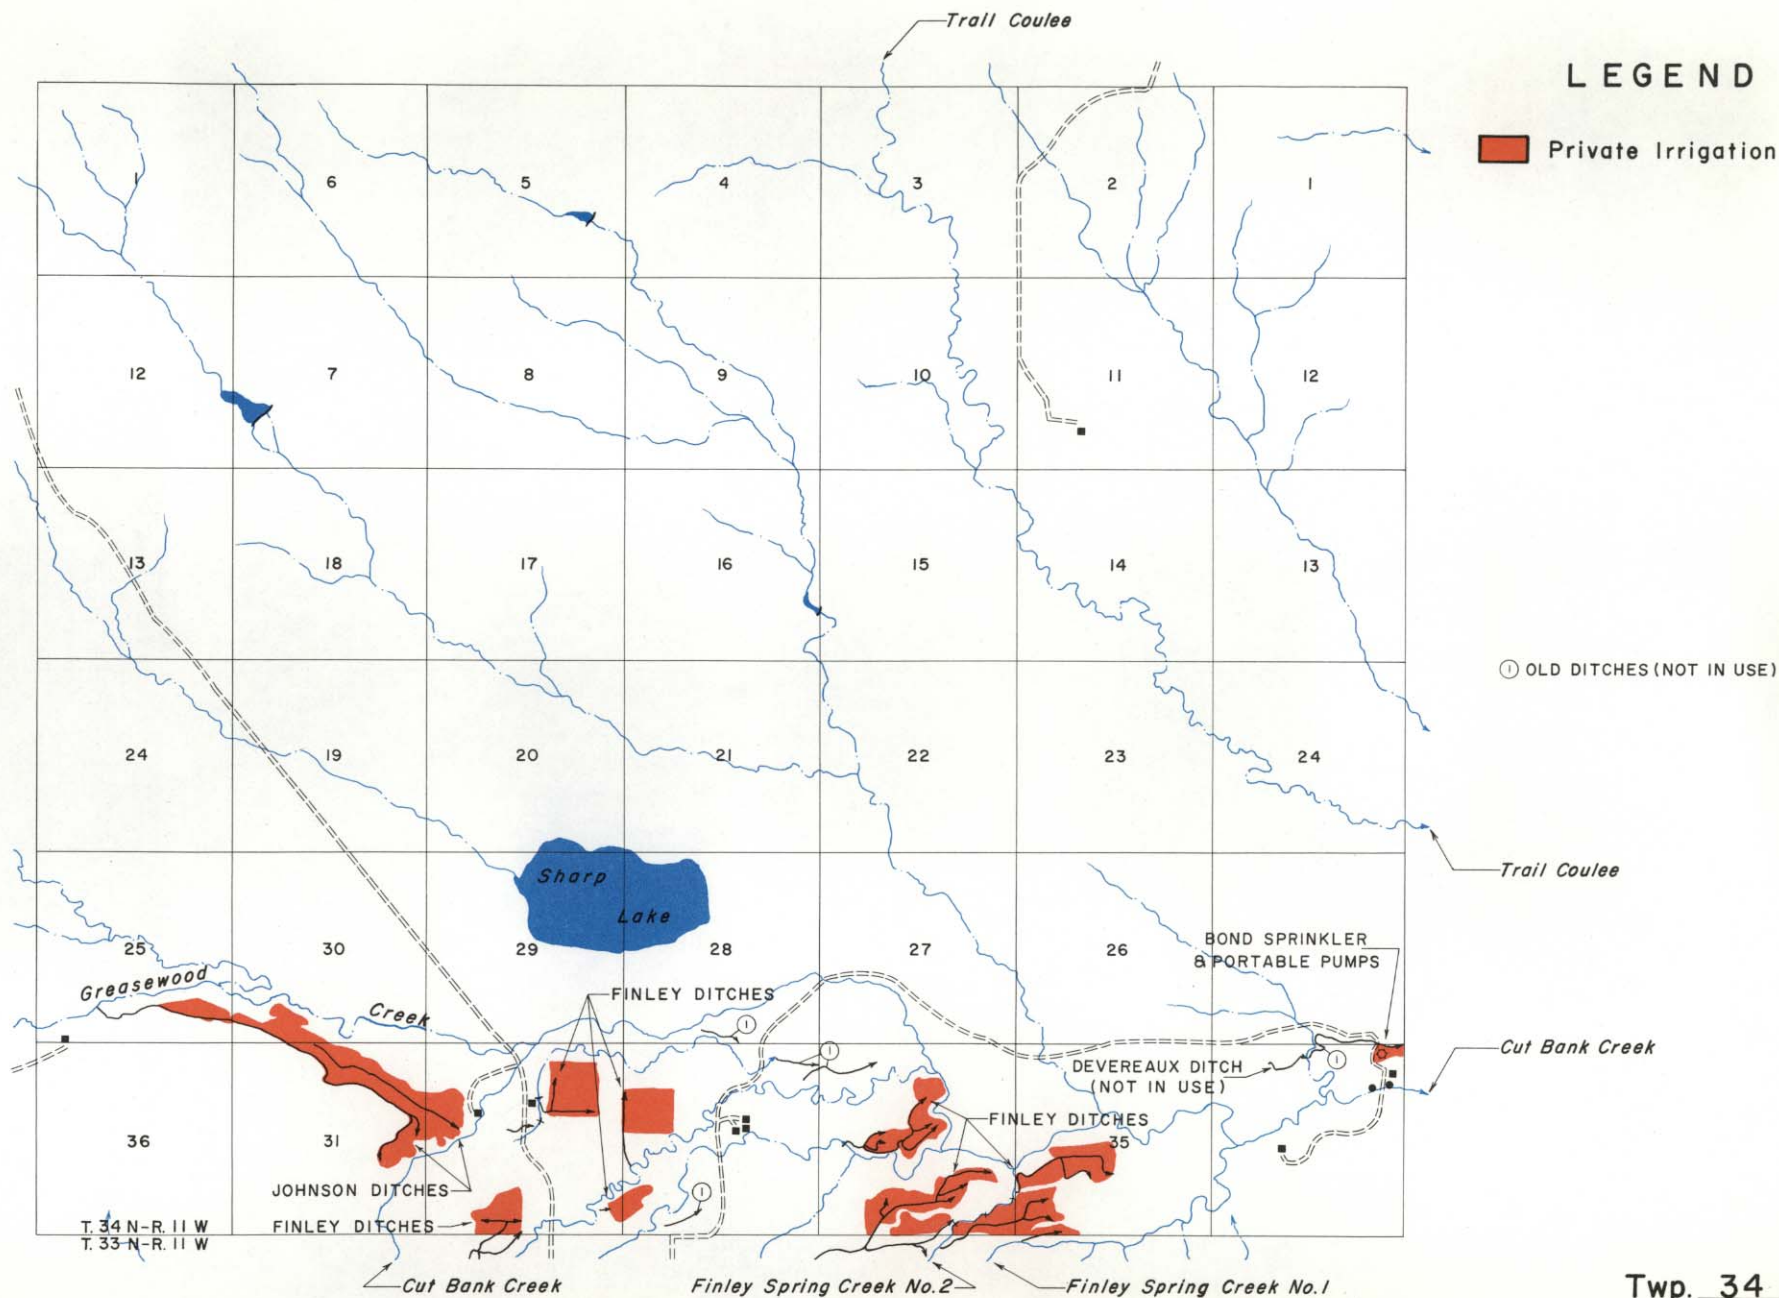 Trail Coulee
LEGEND
Private Irrigation
1 6 5 4 3 2 1
12 7 8 9 10 11 12
13 18 17 16 15 14 13
① OLD DITCHES (NOT IN USE)
24 19 20 21 22 23 24
Trail Coulee
Sharp
Lake
25 30 29 28 27 26
BOND SPRINKLER
& PORTABLE PUMPS
Greasewood
Creek
FINLEY DITCHES
①
①
①
Cut Bank Creek
DEVEREAUX DITCH
(NOT IN USE)
FINLEY DITCHES
36 31 35
JOHNSON DITCHES
①
FINLEY DITCHES
T. 34 N-R. 11 W
T. 33 N-R. 11 W
Cut Bank Creek
Finley Spring Creek No.2
Finley Spring Creek No.1
Twp. 34